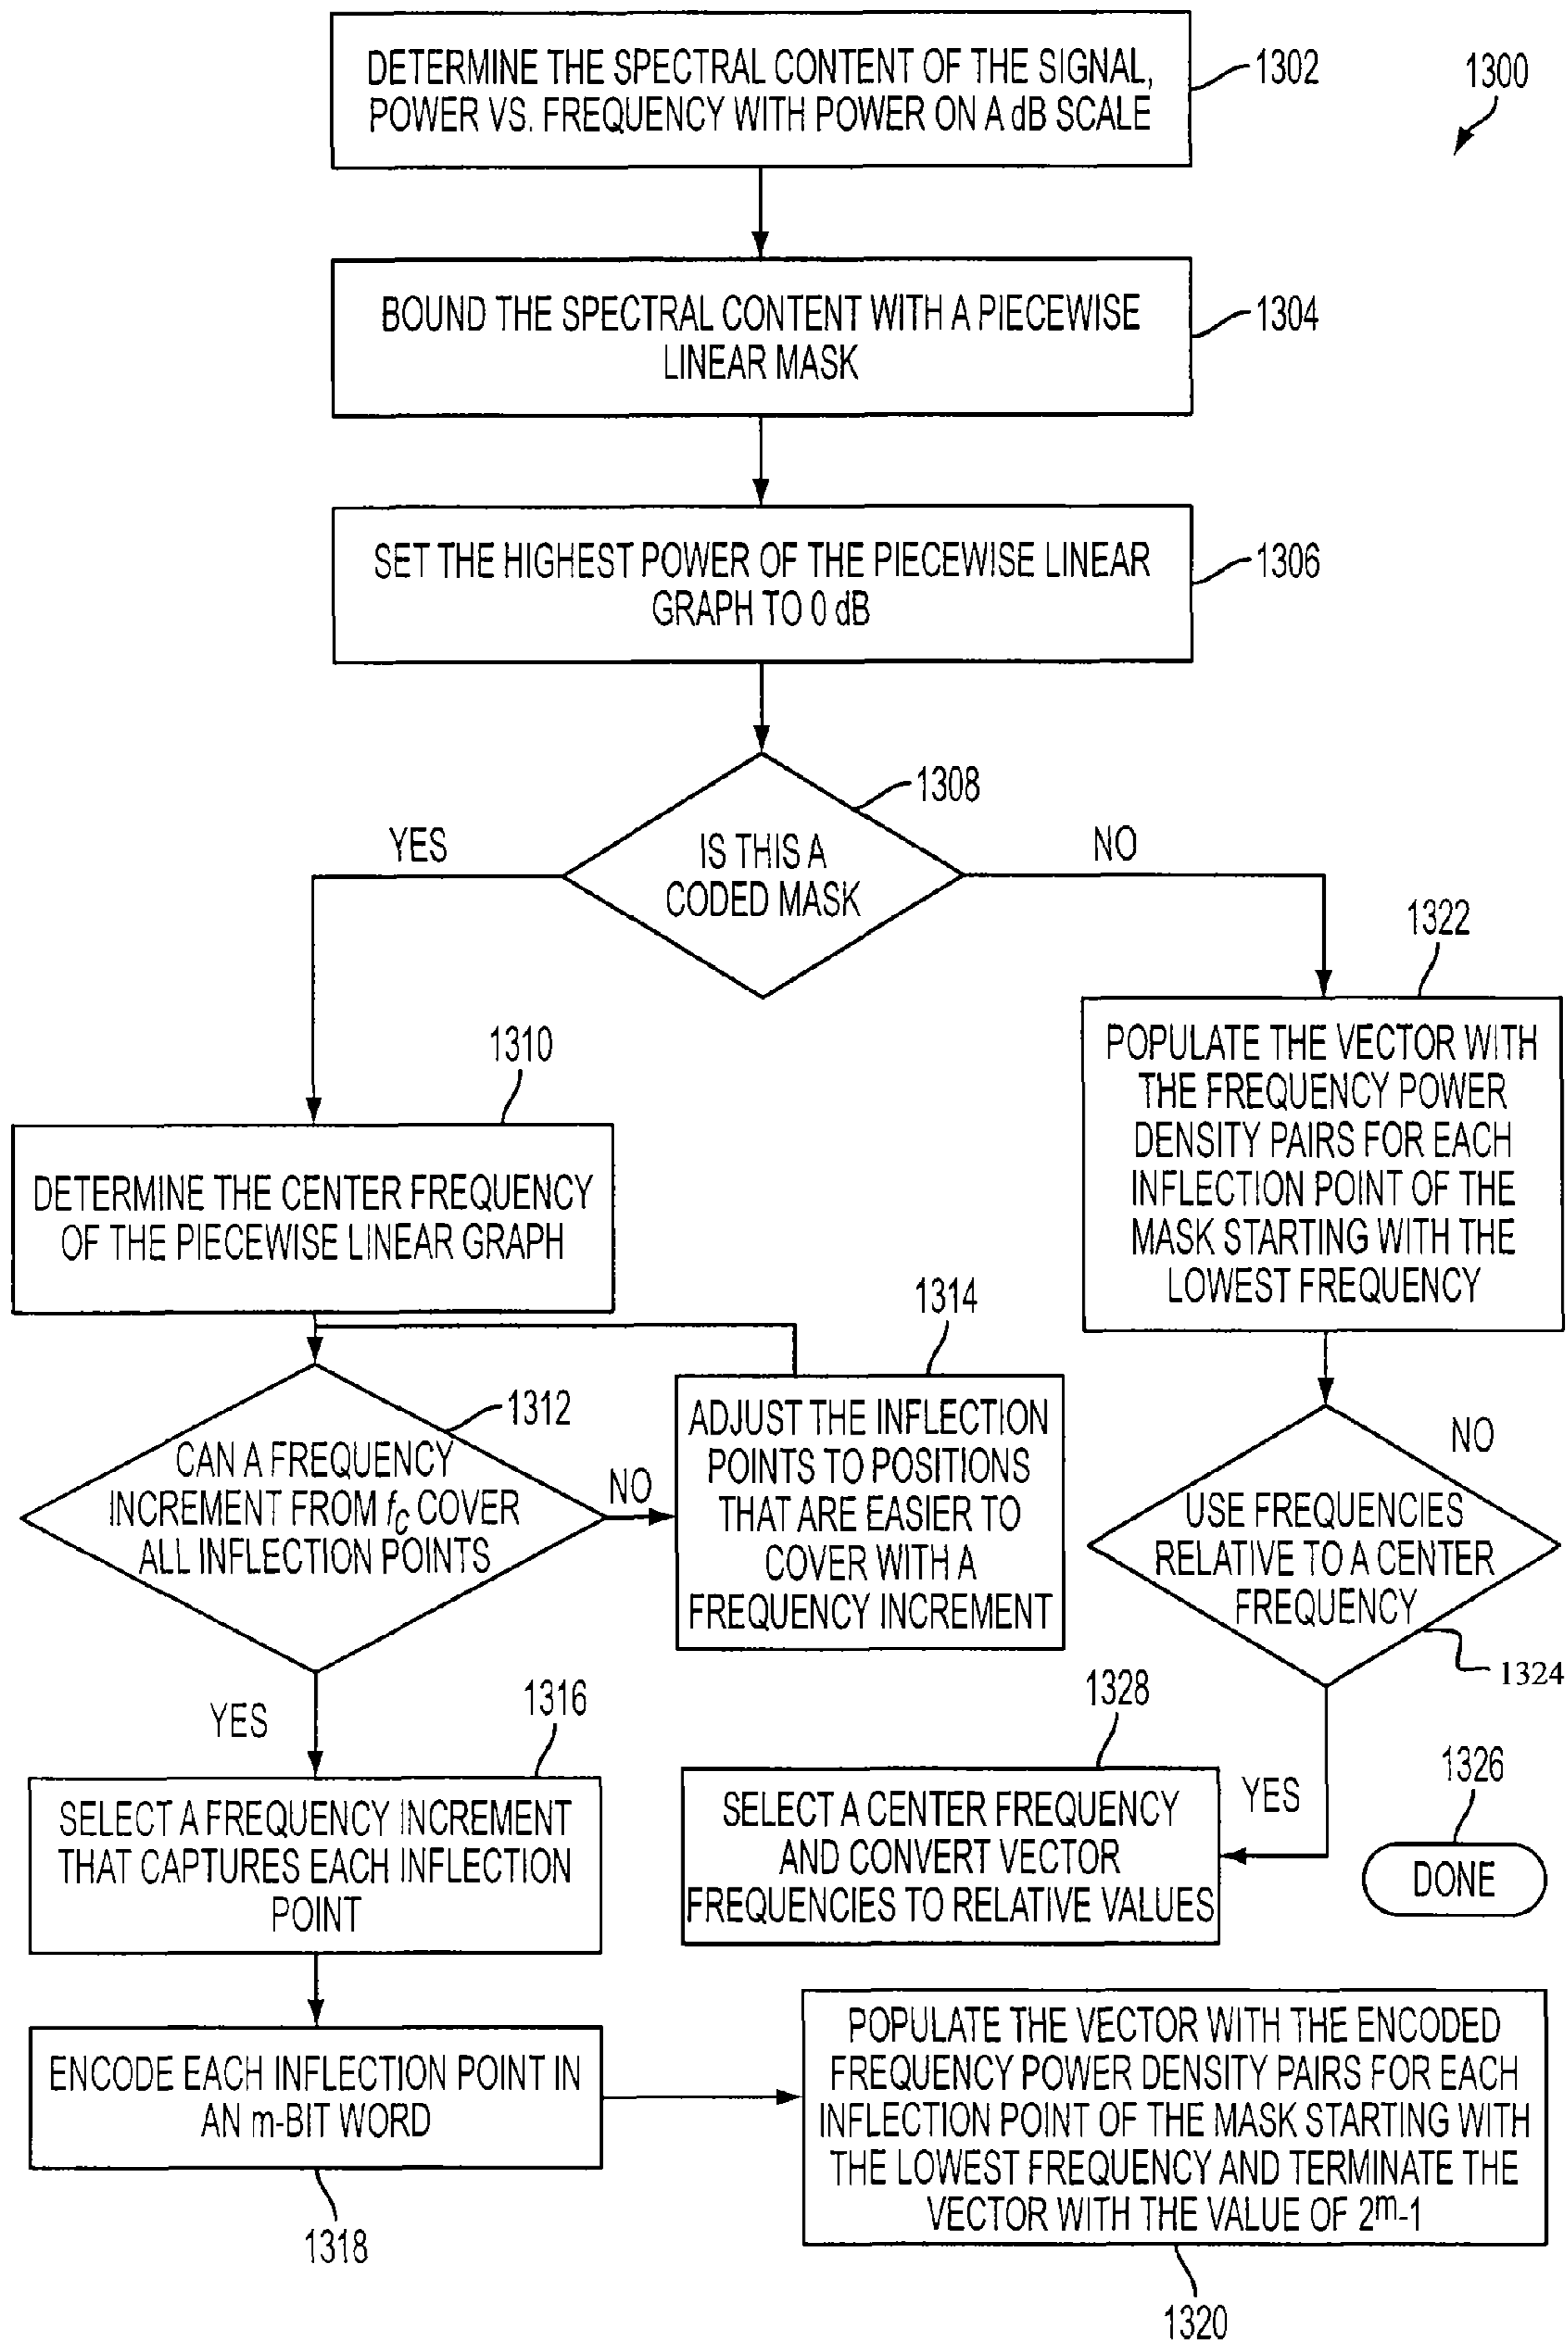 DETERMINE THE SPECTRAL CONTENT OF THE SIGNAL,
POWER VS. FREQUENCY WITH POWER ON A dB SCALE
1302
1300
BOUND THE SPECTRAL CONTENT WITH A PIECEWISE
LINEAR MASK
1304
SET THE HIGHEST POWER OF THE PIECEWISE LINEAR
GRAPH TO 0 dB
1306
1308
IS THIS A
CODED MASK
YES
NO
1322
POPULATE THE VECTOR WITH
THE FREQUENCY POWER
DENSITY PAIRS FOR EACH
INFLECTION POINT OF THE
MASK STARTING WITH THE
LOWEST FREQUENCY
1310
DETERMINE THE CENTER FREQUENCY
OF THE PIECEWISE LINEAR GRAPH
1314
ADJUST THE INFLECTION
POINTS TO POSITIONS
THAT ARE EASIER TO
COVER WITH A
FREQUENCY INCREMENT
1312
CAN A FREQUENCY
INCREMENT FROM fC COVER
ALL INFLECTION POINTS
NO
NO
USE FREQUENCIES
RELATIVE TO A CENTER
FREQUENCY
1324
YES
1316
SELECT A FREQUENCY INCREMENT
THAT CAPTURES EACH INFLECTION
POINT
1328
SELECT A CENTER FREQUENCY
AND CONVERT VECTOR
FREQUENCIES TO RELATIVE VALUES
YES
1326
DONE
ENCODE EACH INFLECTION POINT IN
AN m-BIT WORD
1318
POPULATE THE VECTOR WITH THE ENCODED
FREQUENCY POWER DENSITY PAIRS FOR EACH
INFLECTION POINT OF THE MASK STARTING WITH
THE LOWEST FREQUENCY AND TERMINATE THE
VECTOR WITH THE VALUE OF 2ᵐ-1
1320